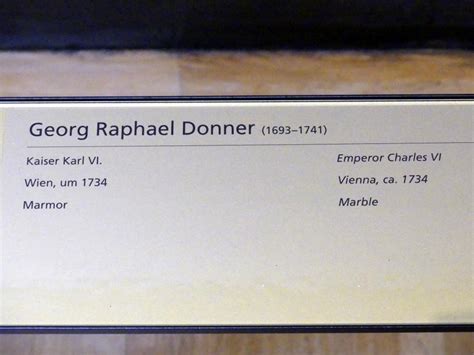 Georg Raphael Donner (1693–1741)
Kaiser Karl VI.
Wien, um 1734
Marmor
Emperor Charles VI
Vienna, ca. 1734
Marble